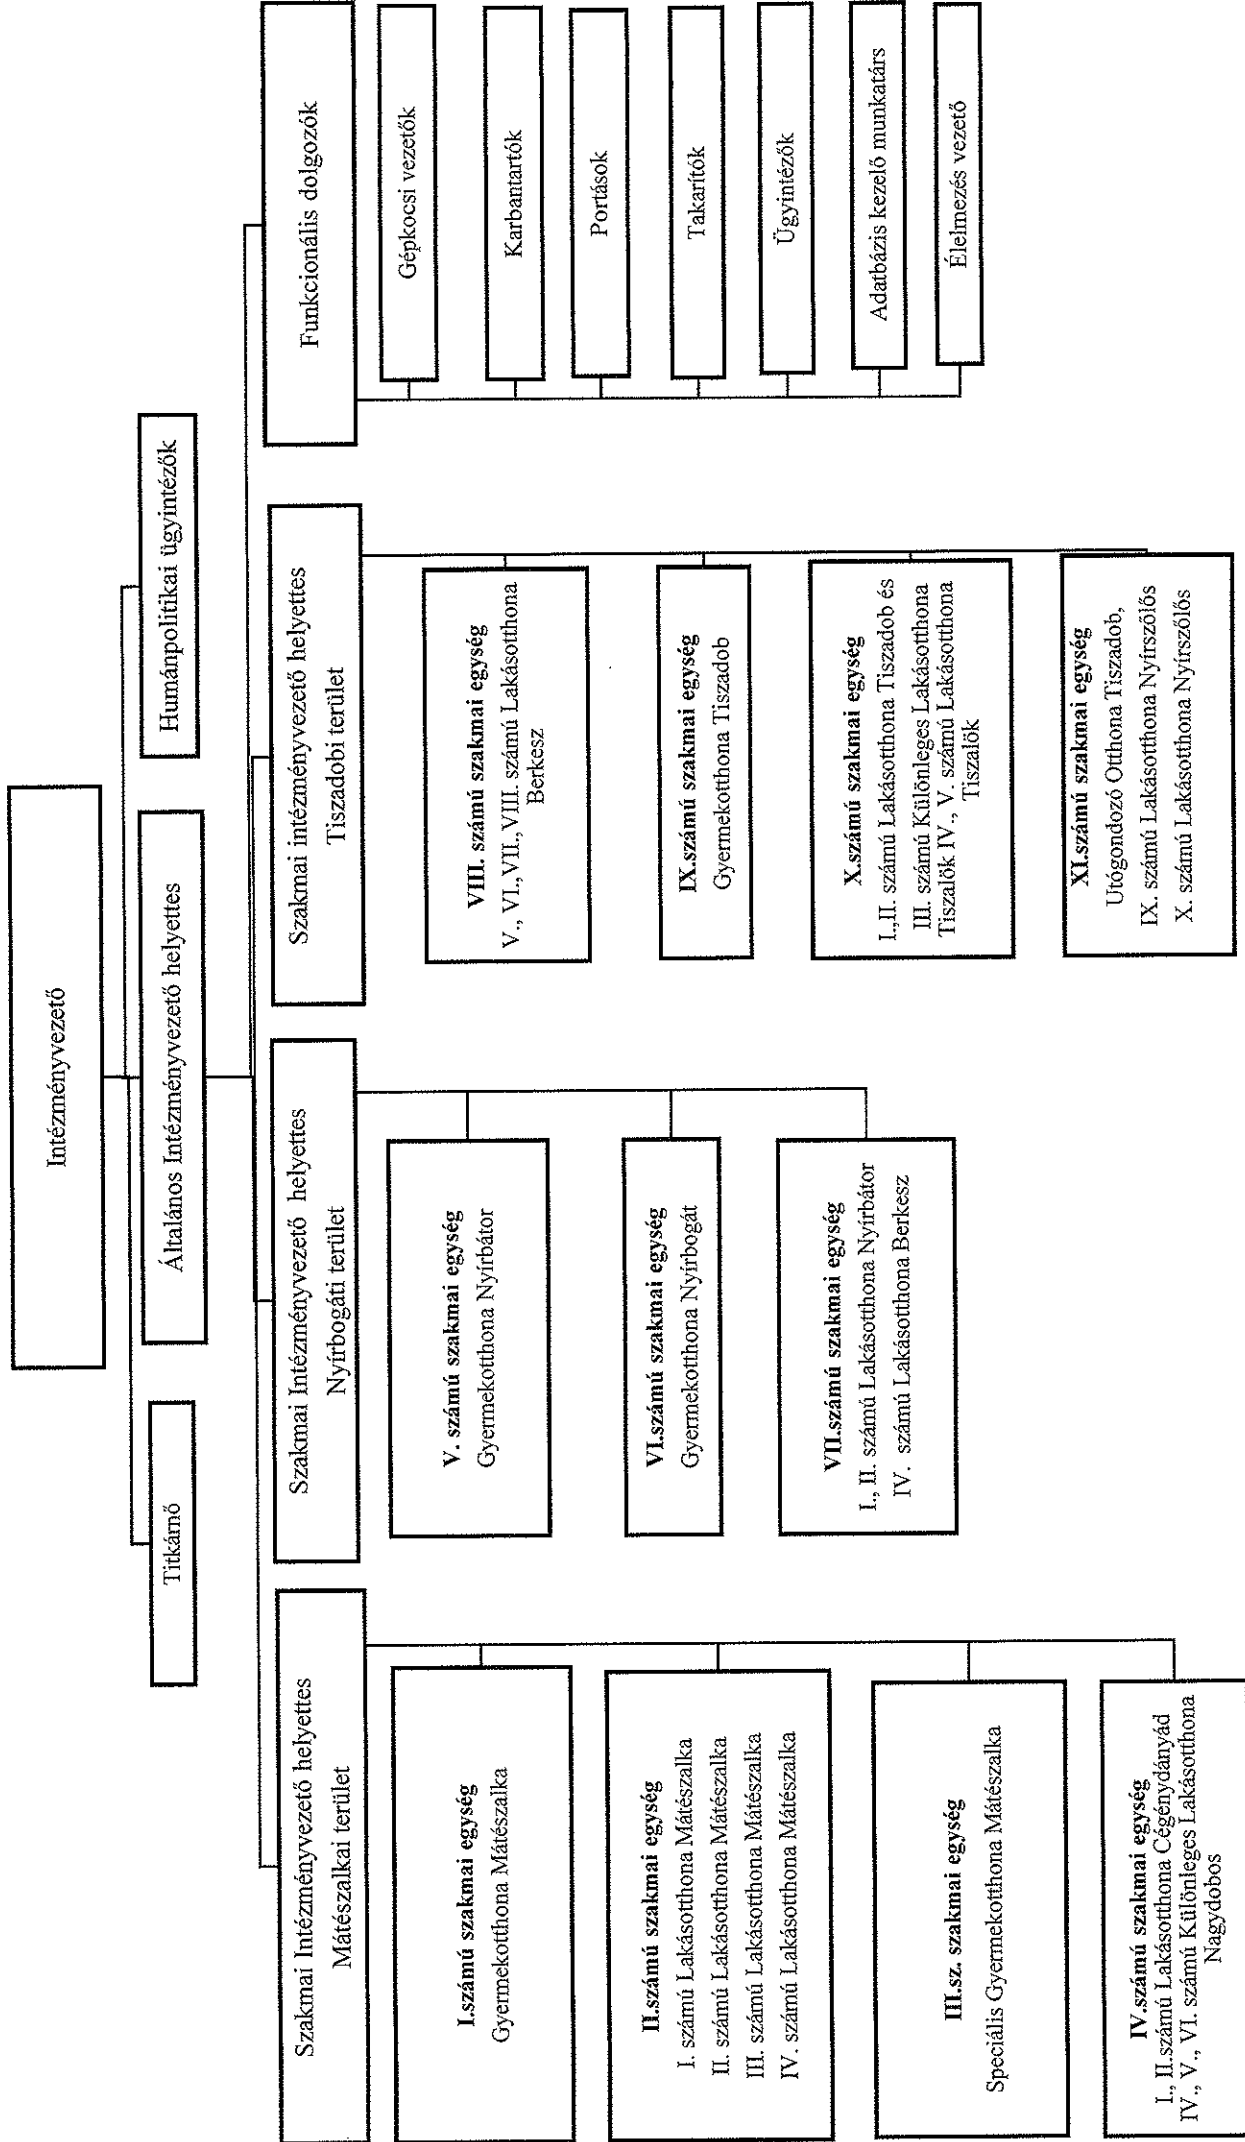 Intézményvezető
Titkárnő
Általános Intézményvezető helyettes
Humánpolitikai ügyintézők
Szakmai Intézményvezető helyettes
Mátészalkai terület
I.számú szakmai egység
Gyermekotthona Mátészalka
II.számú szakmai egység
I. számú Lakásotthona Mátészalka
II. számú Lakásotthona Mátészalka
III. számú Lakásotthona Mátészalka
IV. számú Lakásotthona Mátészalka
III.sz. szakmai egység
Speciális Gyermekotthona Mátészalka
IV.számú szakmai egység
I., II.számú Lakásotthona Cégénydányád
IV., V., VI. számú Különleges Lakásotthona
Nagydobos
Szakmai Intézményvezető helyettes
Nyírbogáti terület
V. számú szakmai egység
Gyermekotthona Nyírbátor
VI.számú szakmai egység
Gyermekotthona Nyírbogát
VII.számú szakmai egység
I., II. számú Lakásotthona Nyírbátor
IV. számú Lakásotthona Berkesz
Szakmai intézményvezető helyettes
Tiszadobi terület
VIII. számú szakmai egység
V., VI.,VII.,VIII. számú Lakásotthona
Berkesz
IX.számú szakmai egység
Gyermekotthona Tiszadob
X.számú szakmai egység
I.,II. számú Lakásotthona Tiszadob és
III. számú Különleges Lakásotthona
Tiszalök IV., V. számú Lakásotthona
Tiszalök
XI.számú szakmai egység
Utógondozó Otthona Tiszadob,
IX. számú Lakásotthona Nyírszőlős
X. számú Lakásotthona Nyírszőlős
Funkcionális dolgozók
Gépkocsi vezetők
Karbantartók
Portások
Takarítók
Ügyintézők
Adatbázis kezelő munkatárs
Élelmezés vezető